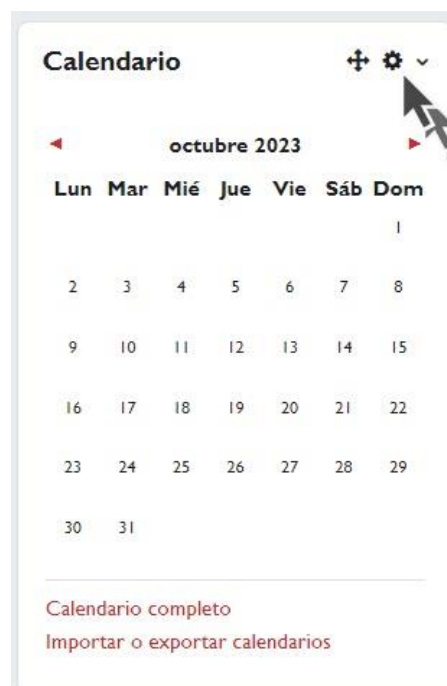 Calendario
octubre 2023
Lun Mar Mié Jue Vie Sáb Dom
1
2 3 4 5 6 7 8
9 10 11 12 13 14 15
16 17 18 19 20 21 22
23 24 25 26 27 28 29
30 31
Calendario completo
Importar o exportar calendarios